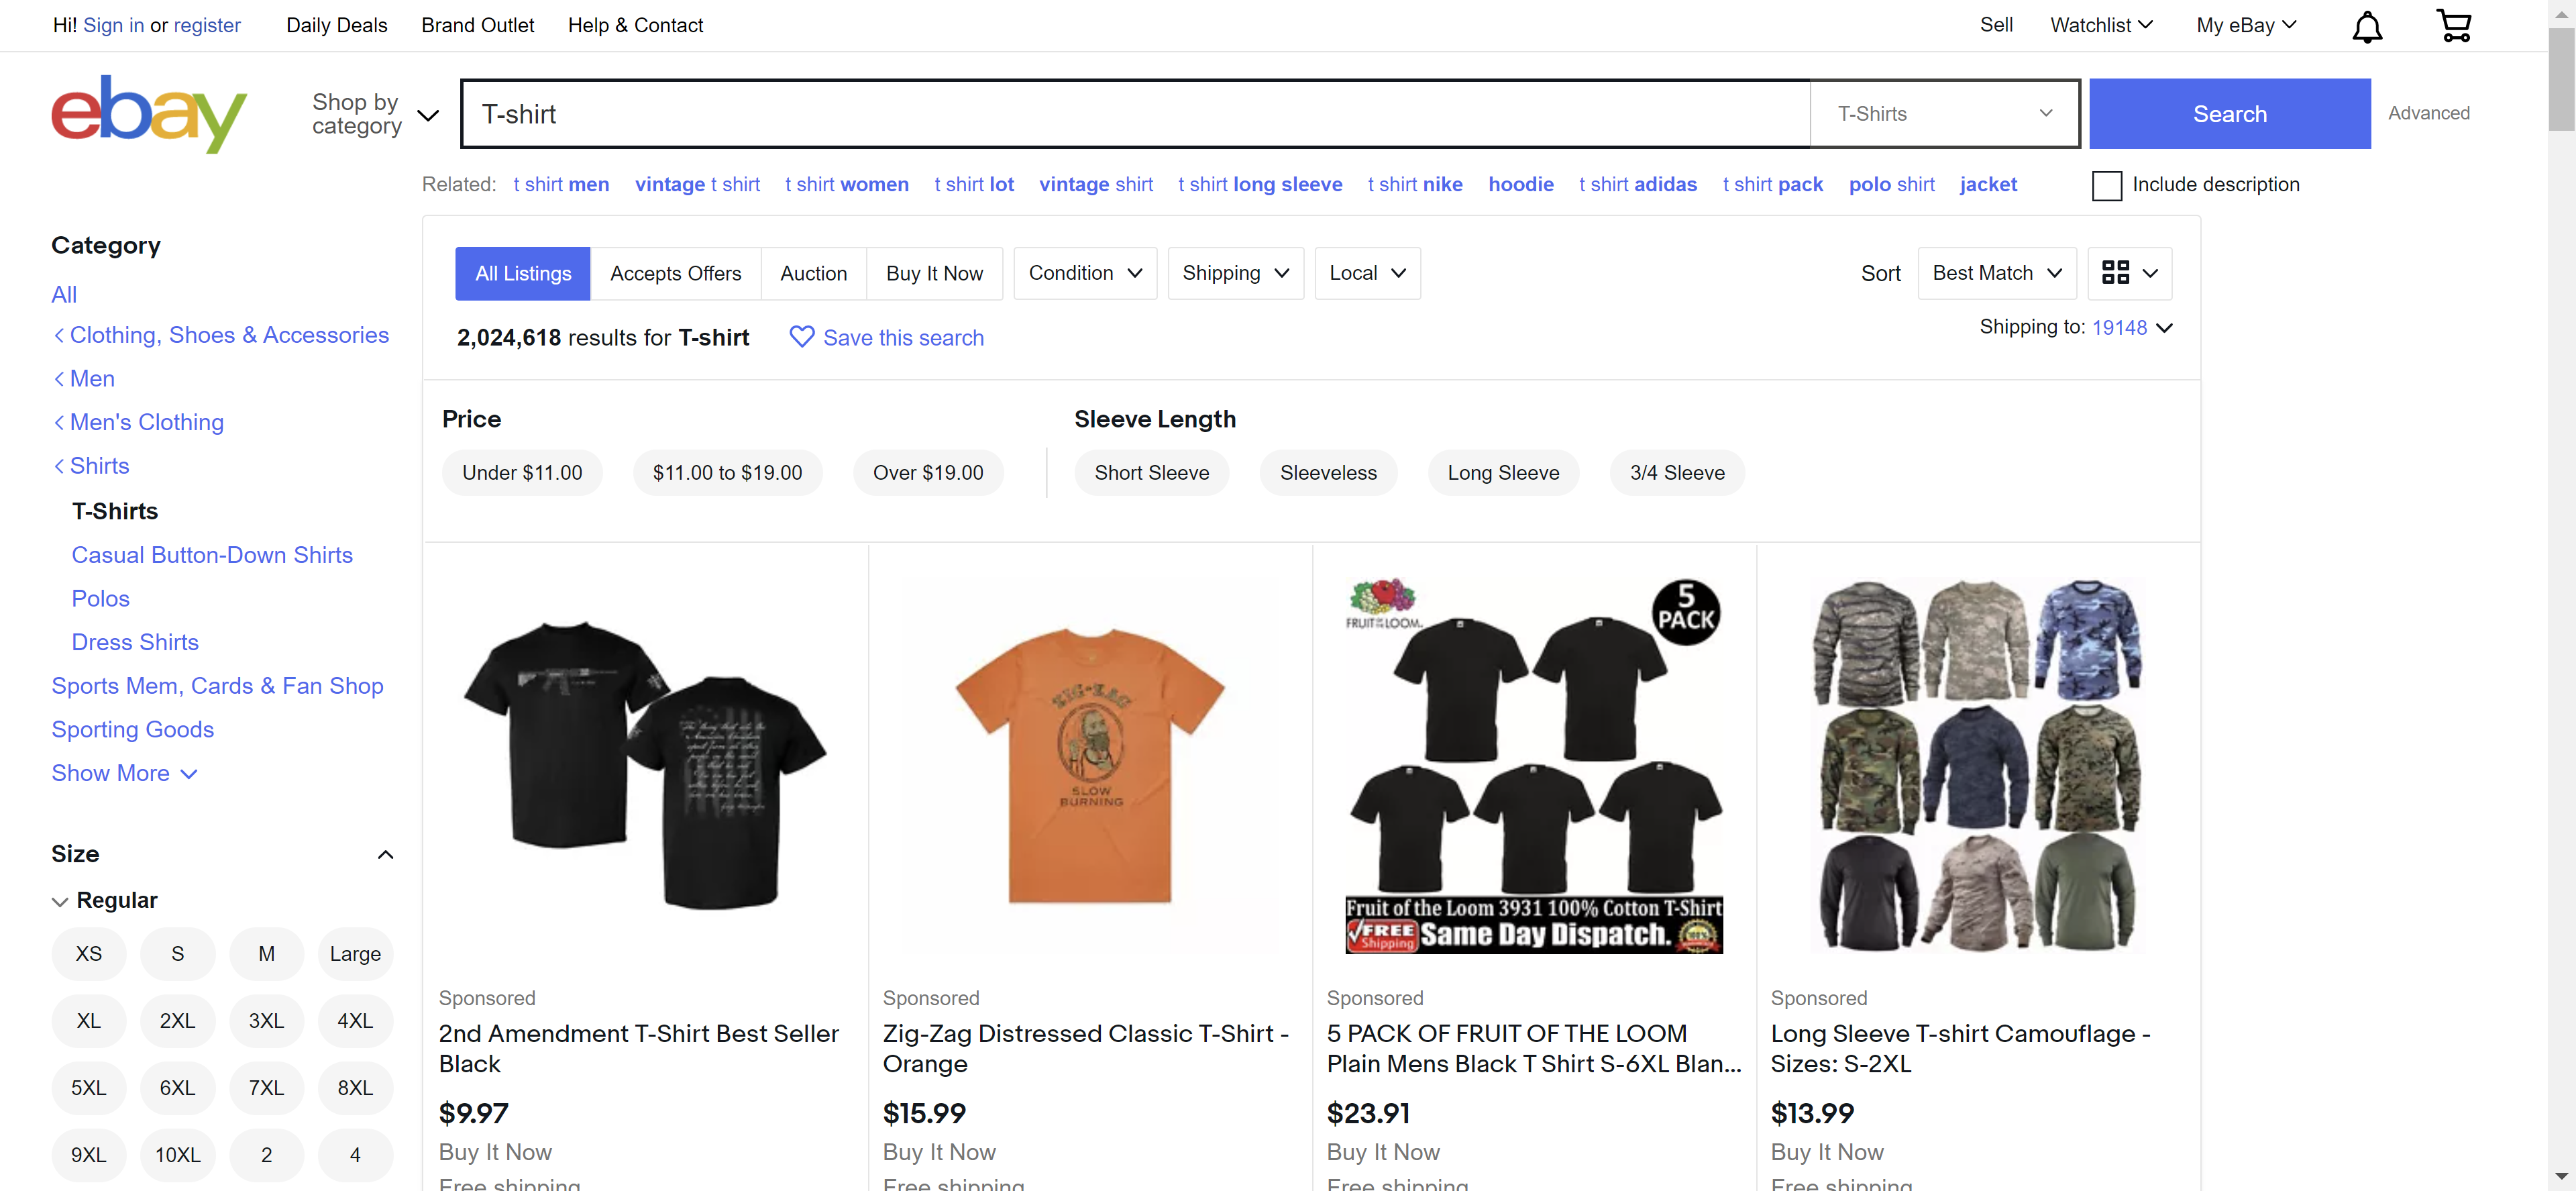 Hi! Sign in or register
Daily Deals
Brand Outlet
Help & Contact
Sell
Watchlist
My eBay
ebay
Shop by
category
T-shirt
T-Shirts
Search
Advanced
Related: t shirt men vintage t shirt t shirt women t shirt lot vintage shirt t shirt long sleeve t shirt nike hoodie t shirt adidas t shirt pack polo shirt jacket
Include description
Category
All
Clothing, Shoes & Accessories
Men
Men's Clothing
Shirts
T-Shirts
Casual Button-Down Shirts
Polos
Dress Shirts
Sports Mem, Cards & Fan Shop
Sporting Goods
Show More
Size
Regular
XS S M Large
XL 2XL 3XL 4XL
5XL 6XL 7XL 8XL
9XL 10XL 2 4
All Listings
Accepts Offers
Auction
Buy It Now
Condition
Shipping
Local
Sort
Best Match
2,024,618 results for T-shirt
Save this search
Shipping to: 19148
Price
Under $11.00
$11.00 to $19.00
Over $19.00
Sleeve Length
Short Sleeve
Sleeveless
Long Sleeve
3/4 Sleeve
Sponsored
2nd Amendment T-Shirt Best Seller
Black
$9.97
Buy It Now
Free shipping
ZIG-ZAG
SLOW
BURNING
Sponsored
Zig-Zag Distressed Classic T-Shirt -
Orange
$15.99
Buy It Now
Free shipping
FRUIT OF THE LOOM
5
PACK
Fruit of the Loom 3931 100% Cotton T-Shirt
FREE
Shipping
Same Day Dispatch.
Sponsored
5 PACK OF FRUIT OF THE LOOM
Plain Mens Black T Shirt S-6XL Blan...
$23.91
Buy It Now
Free shipping
Sponsored
Long Sleeve T-shirt Camouflage -
Sizes: S-2XL
$13.99
Buy It Now
Free shipping